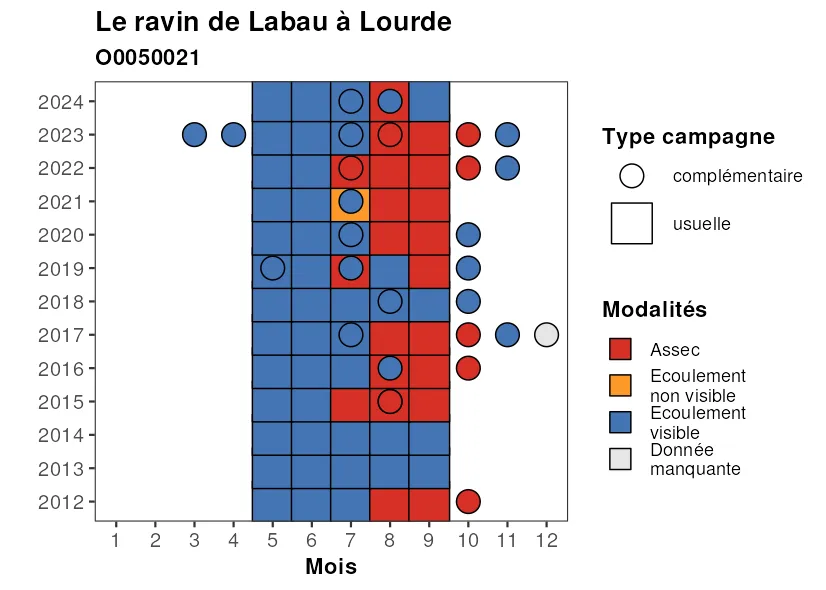 Le ravin de Labau à Lourde
O0050021
2024
2023
2022
2021
2020
2019
2018
2017
2016
2015
2014
2013
2012
1 2 3 4 5 6 7 8 9 10 11 12
Mois
Type campagne
complémentaire
usuelle
Modalités
Assec
Ecoulement
non visible
Ecoulement
visible
Donnée
manquante